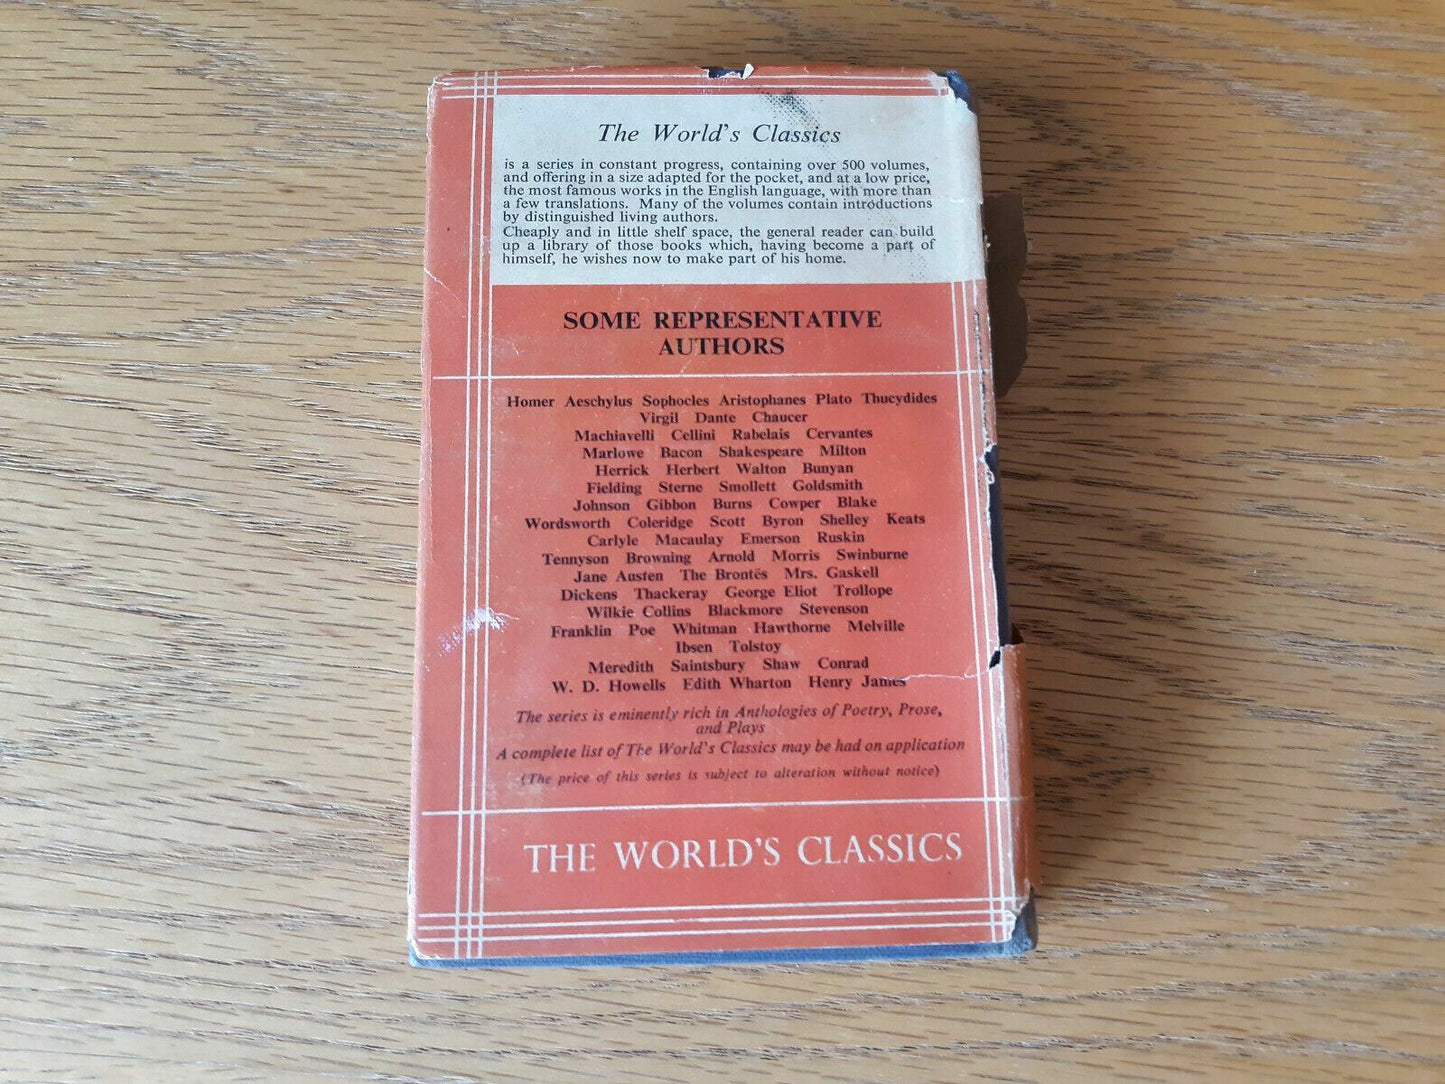 The World's Classics
is a series in constant progress, containing over 500 volumes,
and offering in a size adapted for the pocket, and at a low price,
the most famous works in the English language, with more than
a few translations. Many of the volumes contain introductions
by distinguished living authors.
Cheaply and in little shelf space, the general reader can build
up a library of those books which, having become a part of
himself, he wishes now to make part of his home.
SOME REPRESENTATIVE
AUTHORS
Homer Aeschylus Sophocles Aristophanes Plato Thucydides
Virgil Dante Chaucer
Machiavelli Cellini Rabelais Cervantes
Marlowe Bacon Shakespeare Milton
Herrick Herbert Walton Bunyan
Fielding Sterne Smollett Goldsmith
Johnson Gibbon Burns Cowper Blake
Wordsworth Coleridge Scott Byron Shelley Keats
Carlyle Macaulay Emerson Ruskin
Tennyson Browning Arnold Morris Swinburne
Jane Austen The Brontës Mrs. Gaskell
Dickens Thackeray George Eliot Trollope
Wilkie Collins Blackmore Stevenson
Franklin Poe Whitman Hawthorne Melville
Ibsen Tolstoy
Meredith Saintsbury Shaw Conrad
W. D. Howells Edith Wharton Henry James
The series is eminently rich in Anthologies of Poetry, Prose,
and Plays
A complete list of The World's Classics may be had on application
(The price of this series is subject to alteration without notice)
THE WORLD'S CLASSICS